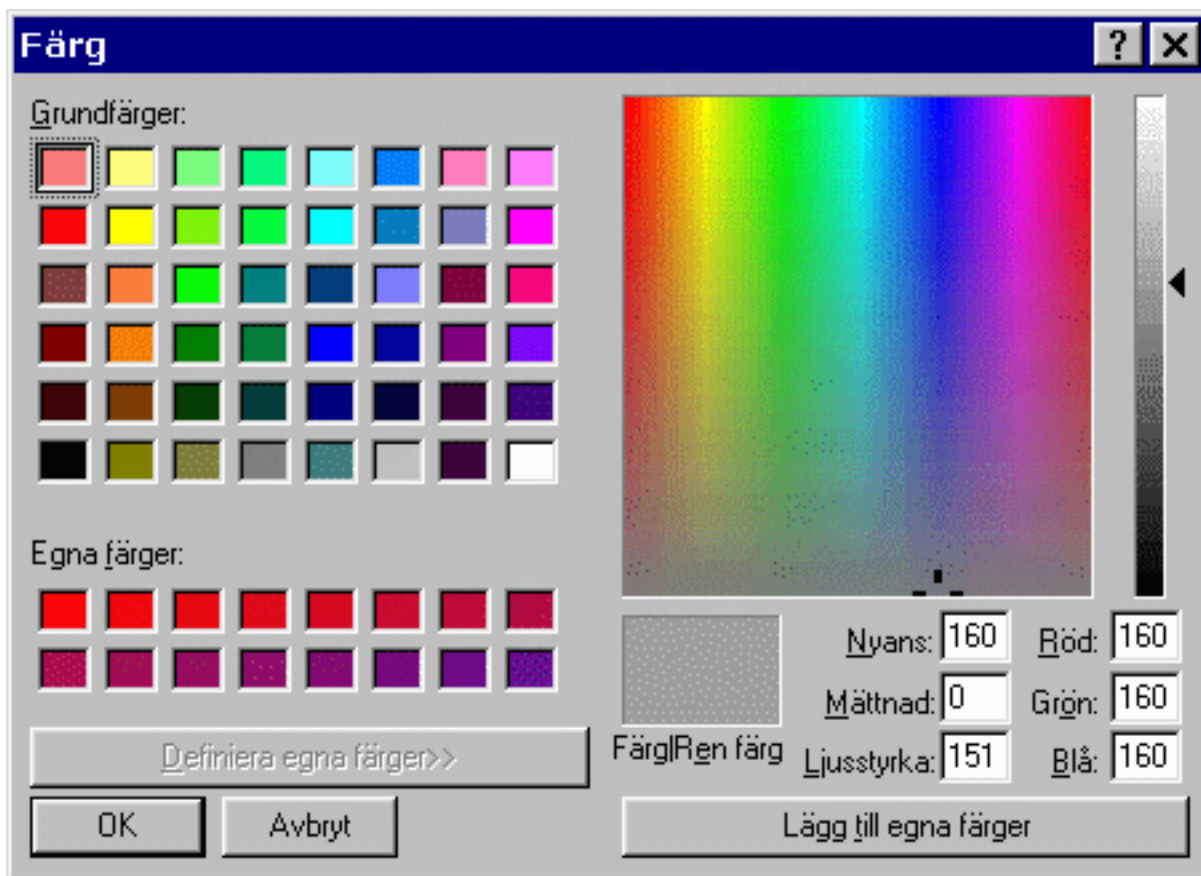 Färg
Grundfärger:
Egna färger:
Definiera egna färger>>
OK
Avbryt
Färg|Ren färg
Nyans: 160
Mättnad: 0
Ljusstyrka: 151
Röd: 160
Grön: 160
Blå: 160
Lägg till egna färger